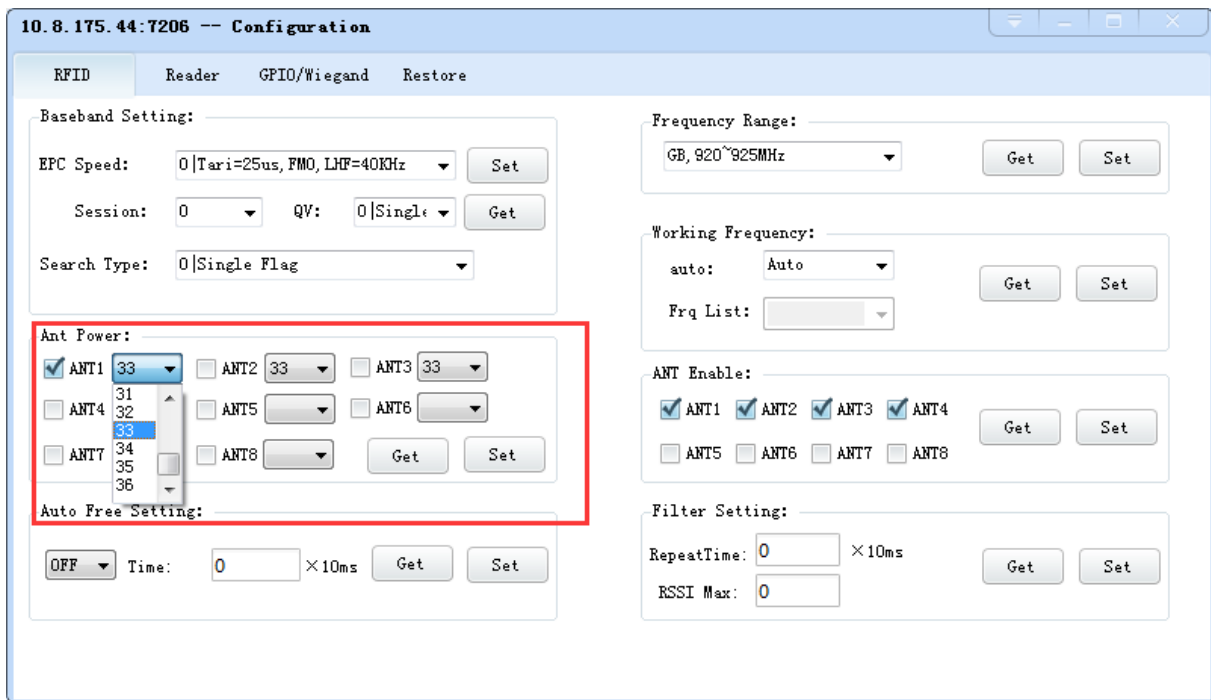 10.8.175.44:7206 -- Configuration
RFID Reader GPIO/Wiegand Restore
Baseband Setting:
EPC Speed: 0|Tari=25us, FM0, LHF=40KHz Set
Session: 0 QV: 0|Single Get
Search Type: 0|Single Flag
Ant Power:
ANT1 33 ANT2 33 ANT3 33
31
32
33
34
35
36
ANT4 ANT5 ANT6
ANT7 ANT8 Get Set
Auto Free Setting:
OFF Time: 0 ×10ms Get Set
Frequency Range:
GB, 920~925MHz Get Set
Working Frequency:
auto: Auto
Frq List:
Get Set
ANT Enable:
ANT1 ANT2 ANT3 ANT4
ANT5 ANT6 ANT7 ANT8
Get Set
Filter Setting:
RepeatTime: 0 ×10ms
RSSI Max: 0
Get Set